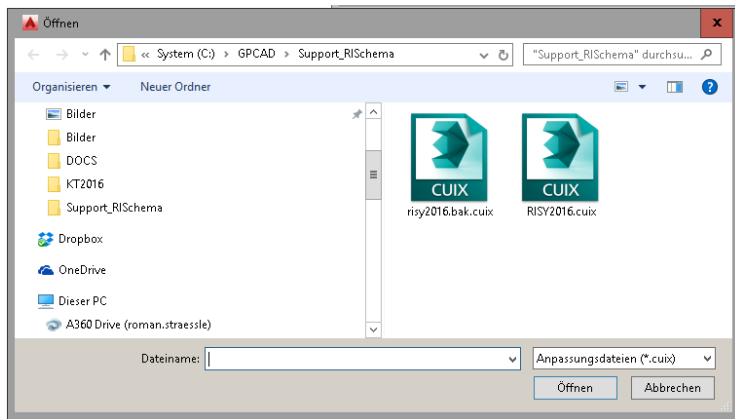 Öffnen
« System (C:) › GPCAD › Support_RISchema
"Support_RISchema" durchsu...
Organisieren
Neuer Ordner
Bilder
Bilder
DOCS
KT2016
Support_RISchema
Dropbox
OneDrive
Dieser PC
A360 Drive (roman.straessle)
CUIX
CUIX
risy2016.bak.cuix
RISY2016.cuix
Dateiname:
Anpassungsdateien (*.cuix)
Öffnen
Abbrechen